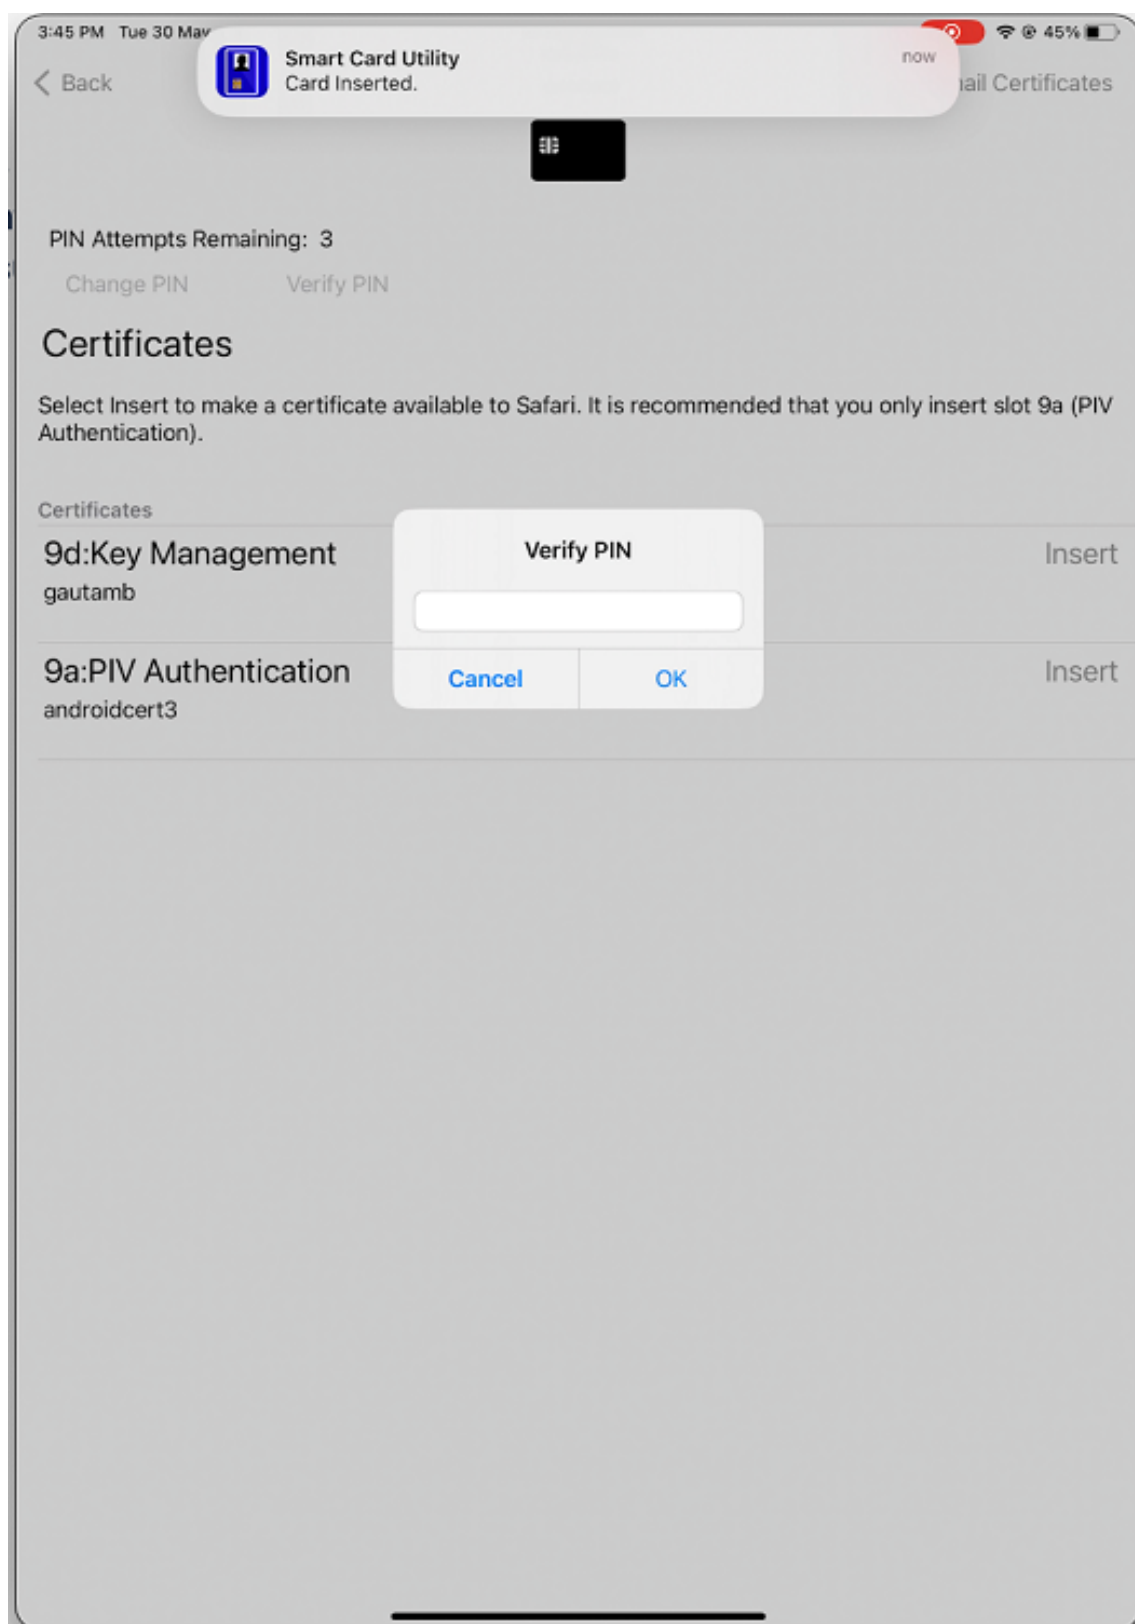 3:45 PM Tue 30 May
45%
Smart Card Utility
now
Card Inserted.
Back
Certificates
PIN Attempts Remaining: 3
Change PIN Verify PIN
Certificates
Select Insert to make a certificate available to Safari. It is recommended that you only insert slot 9a (PIV
Authentication).
Certificates
9d:Key Management
Insert
gautamb
9a:PIV Authentication
Insert
androidcert3
Verify PIN
Cancel OK